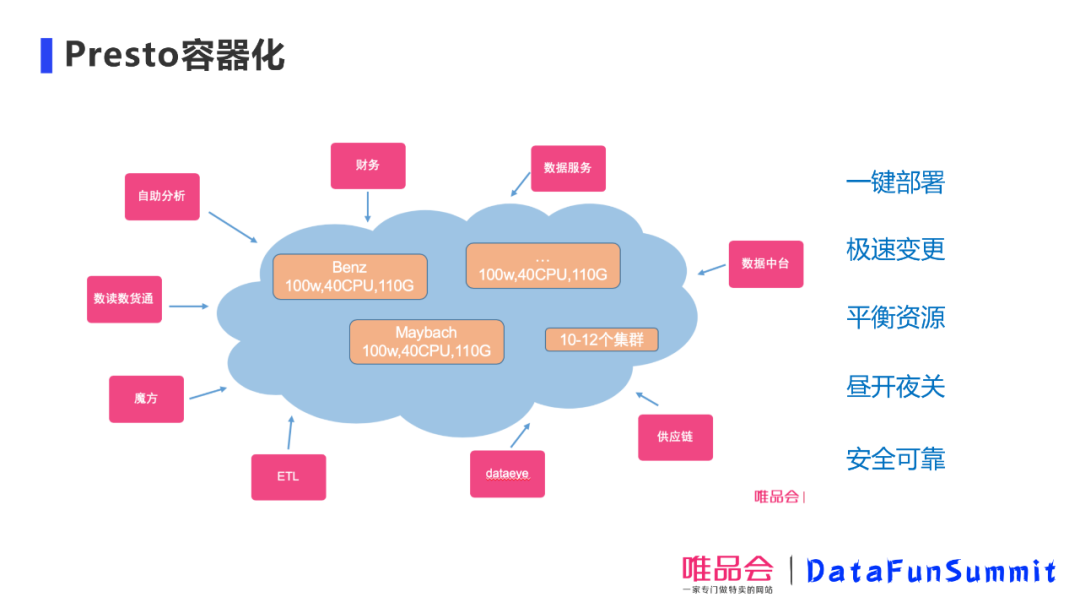 Presto容器化
财务
数据服务
自助分析
一键部署
Benz
100w,40CPU,110G
...
100w,40CPU,110G
数据中台
极速变更
数读数货通
Maybach
100w,40CPU,110G
10-12个集群
平衡资源
魔方
昼开夜关
供应链
ETL
dataeye
安全可靠
唯品会|
唯品会
一家专门做特卖的网站
DataFunSummit